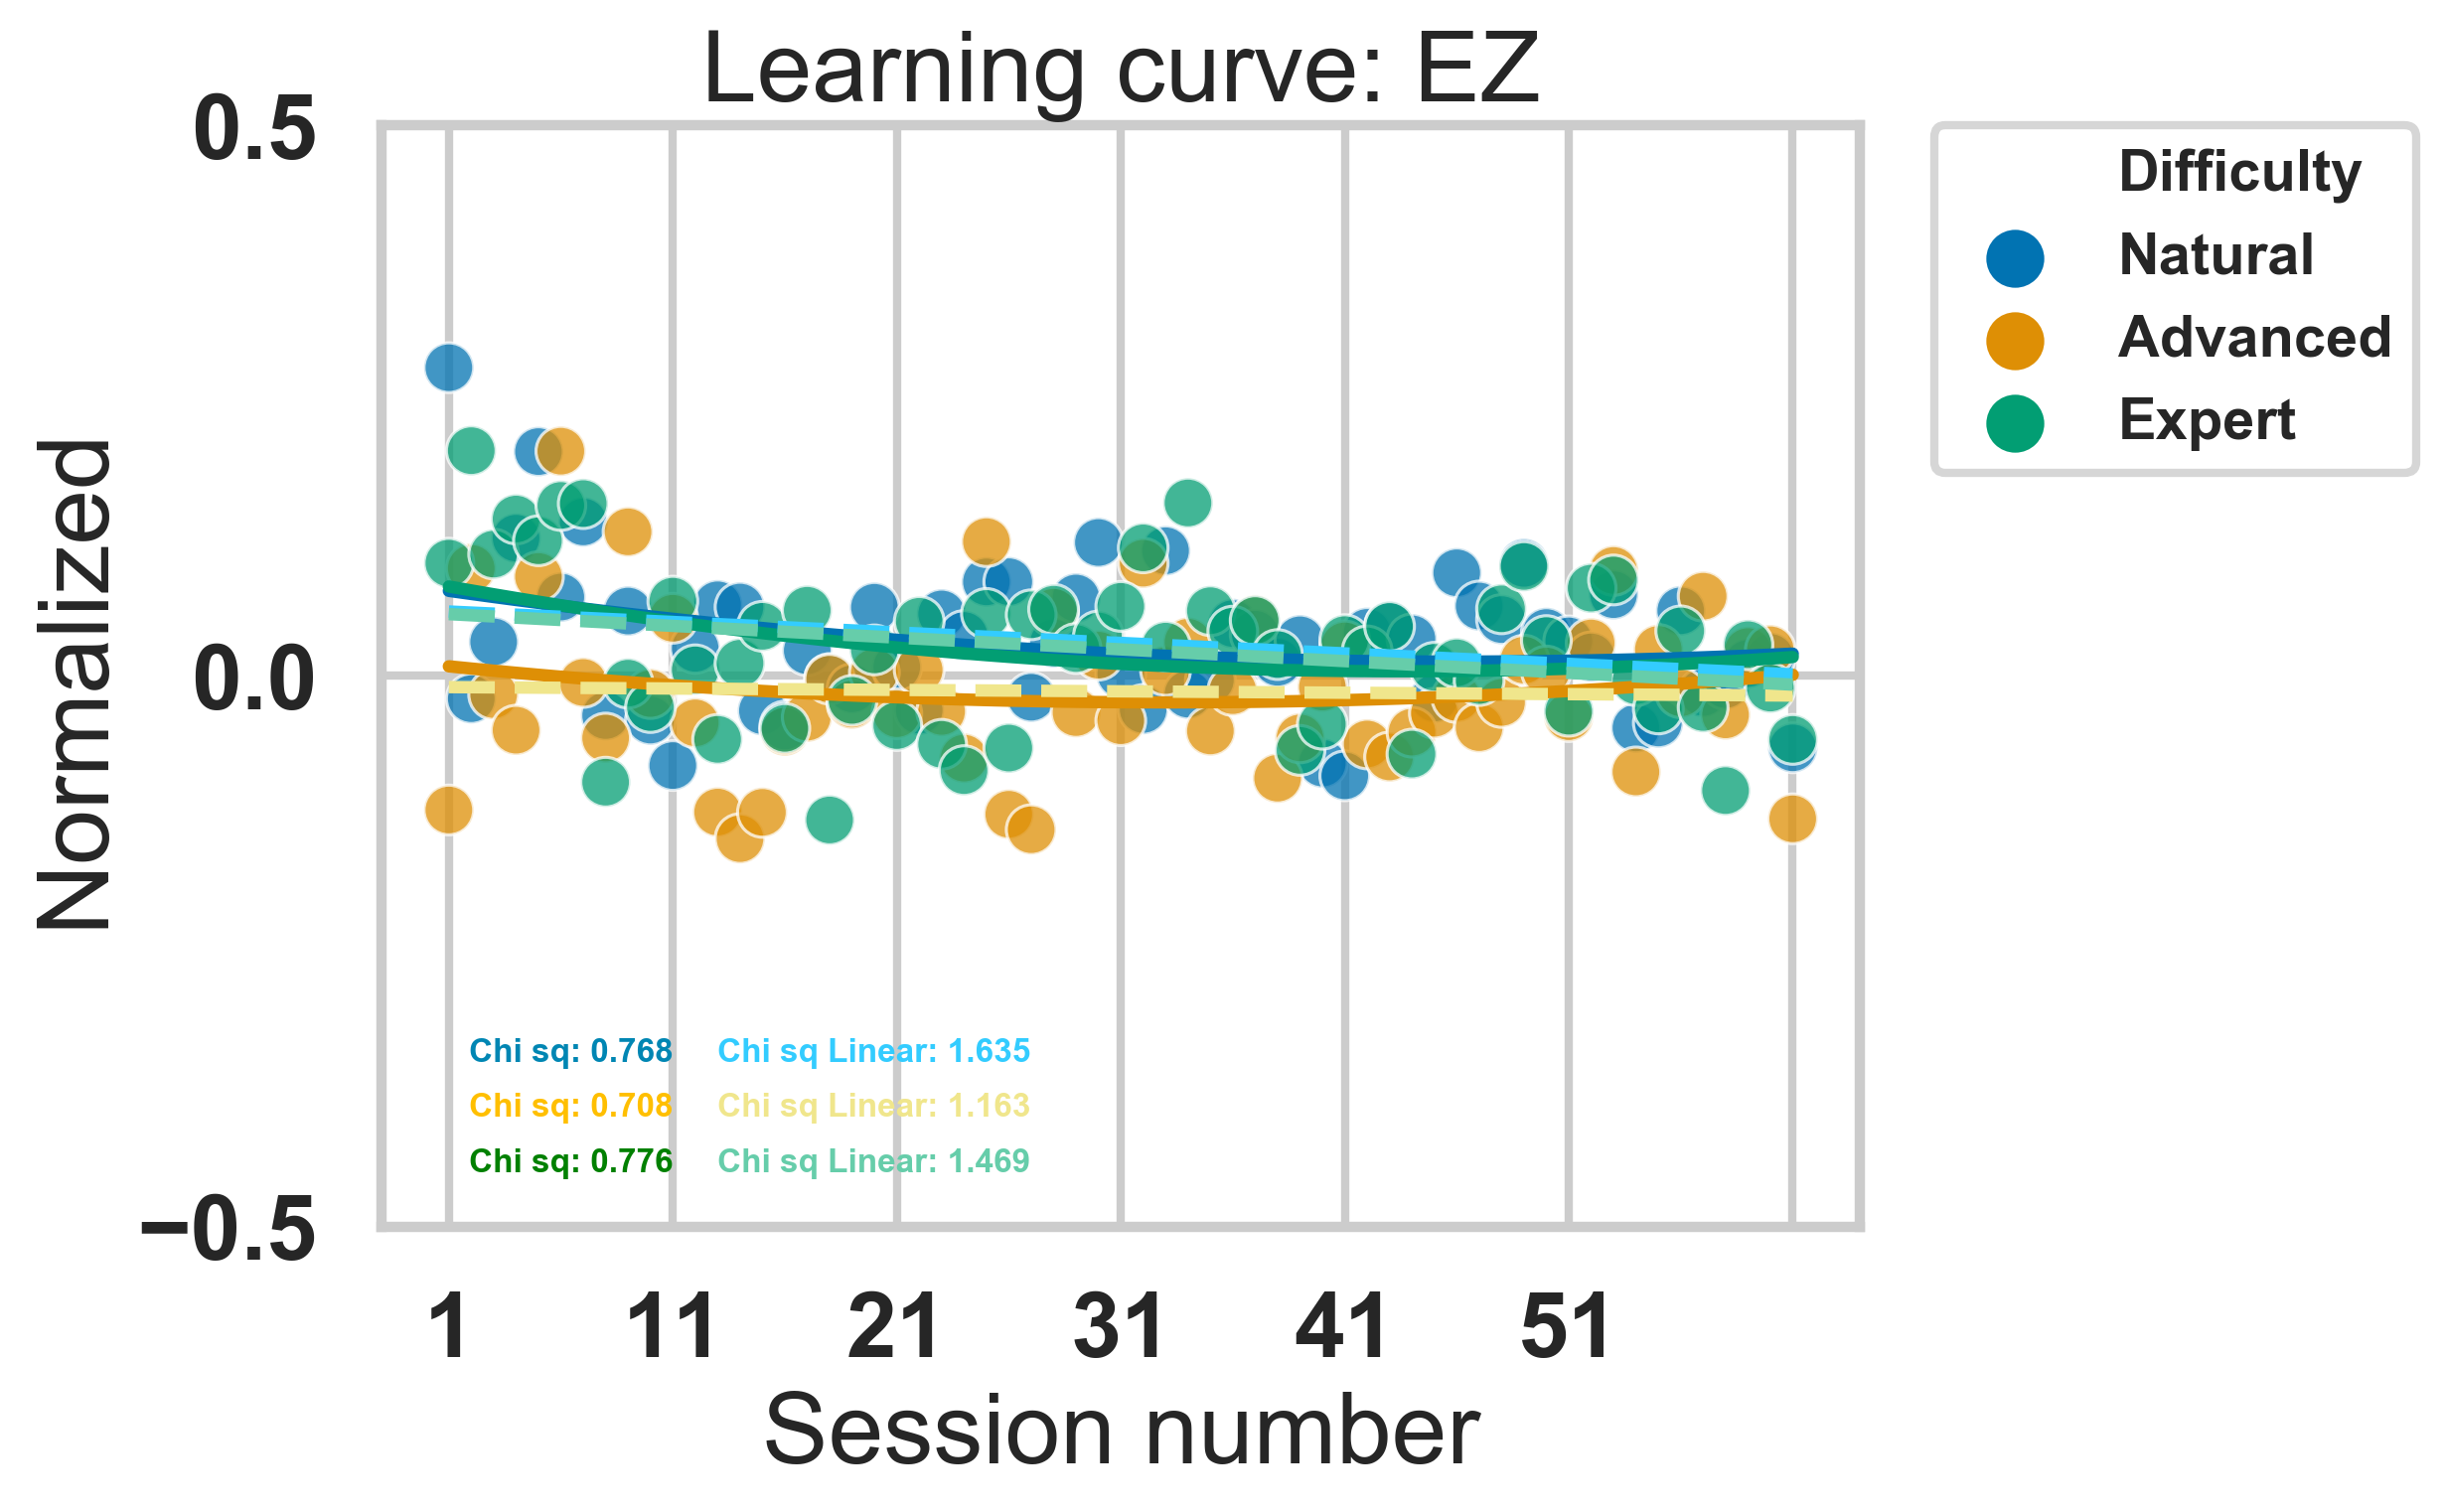 Learning curve: EZ
0.5
0.0
−0.5
Normalized
1 11 21 31 41 51
Session number
Difficulty
Natural
Advanced
Expert
Chi sq: 0.768 Chi sq Linear: 1.635
Chi sq: 0.708 Chi sq Linear: 1.163
Chi sq: 0.776 Chi sq Linear: 1.469